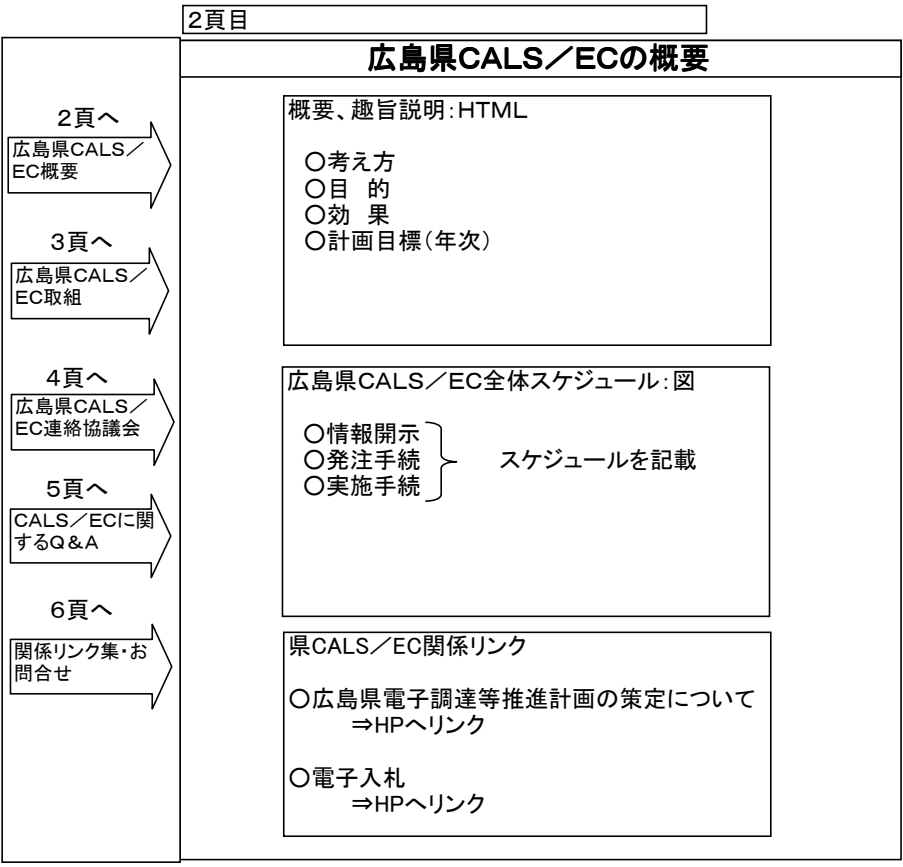 2頁目
広島県CALS/ECの概要
2頁へ
広島県CALS/
EC概要
3頁へ
広島県CALS/
EC取組
4頁へ
広島県CALS/
EC連絡協議会
5頁へ
CALS/ECに関
するQ&A
6頁へ
関係リンク集・お
問合せ
概要、趣旨説明:HTML
○考え方
○目 的
○効 果
○計画目標(年次)
広島県CALS/EC全体スケジュール:図
○情報開示
○発注手続 スケジュールを記載
○実施手続
県CALS/EC関係リンク
○広島県電子調達等推進計画の策定について
⇒HPへリンク
○電子入札
⇒HPへリンク